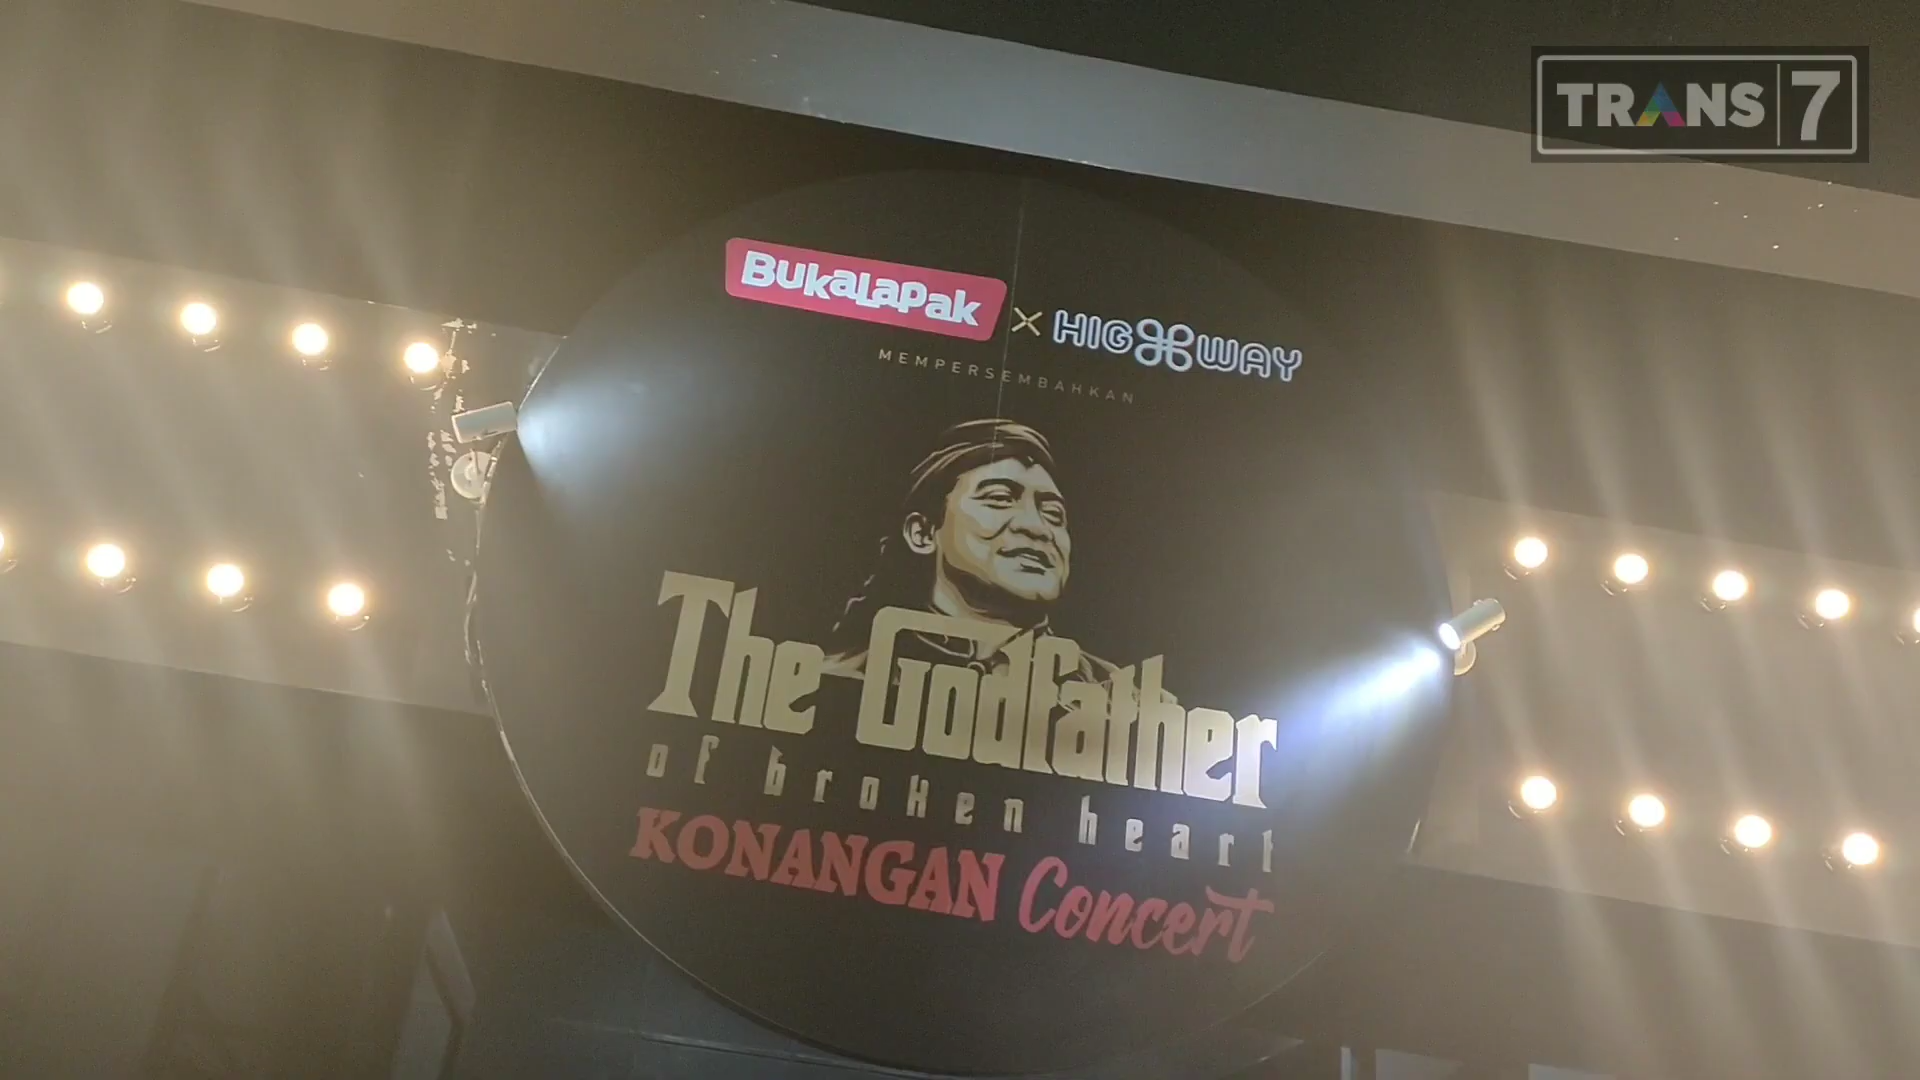 TRANS 7
BUKALAPAK X HIGHWAY
MEMPERSEMBAHKAN
The Godfather
of broken heart
KONANGAN Concert